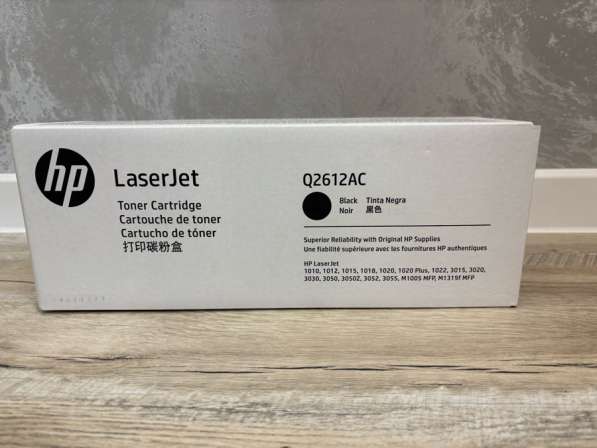 hp
LaserJet
Toner Cartridge
Cartouche de toner
Cartucho de tóner
打印碳粉盒
Q2612AC
Black Tinta Negra
Noir 黑色
Superior Reliability with Original HP Supplies
Une fiabilité supérieure avec les fournitures HP authentiques
HP LaserJet
1010, 1012, 1015, 1018, 1020, 1020 Plus, 1022, 3015, 3020,
3030, 3050, 30502, 3052, 3055, M1005 MFP, M1319f MFP